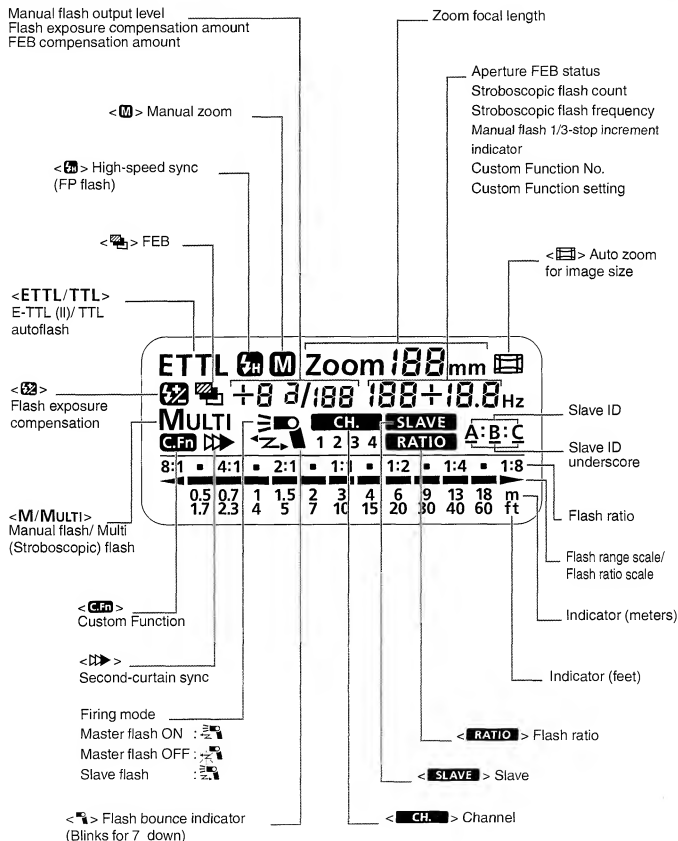 Manual flash output level
Flash exposure compensation amount
FEB compensation amount
Zoom focal length
Aperture FEB status
Stroboscopic flash count
Stroboscopic flash frequency
Manual flash 1/3-stop increment
indicator
Custom Function No.
Custom Function setting
<M> Manual zoom
<H> High-speed sync
(FP flash)
< > FEB
< > Auto zoom
for image size
<ETTL/TTL>
E-TTL (II)/ TTL
autoflash
ETTL H M Zoom 188 mm
+8 2/188 188+18.8 Hz
< >
Flash exposure
compensation
MULTI CH. SLAVE
C.Fn 1 2 3 4 RATIO A:B:C
Slave ID
Slave ID
underscore
8:1 ▪ 4:1 ▪ 2:1 ▪ 1:1 ▪ 1:2 ▪ 1:4 ▪ 1:8
0.5 0.7 1 1.5 2 3 4 6 9 13 18 m
1.7 2.3 4 5 7 10 15 20 30 40 60 ft
Flash ratio
<M/MULTI>
Manual flash/ Multi
(Stroboscopic) flash
Flash range scale/
Flash ratio scale
<C.Fn>
Custom Function
Indicator (meters)
< >
Second-curtain sync
Indicator (feet)
Firing mode
Master flash ON :
Master flash OFF :
Slave flash :
< RATIO > Flash ratio
< SLAVE > Slave
< > Flash bounce indicator
(Blinks for 7 down)
< CH. > Channel